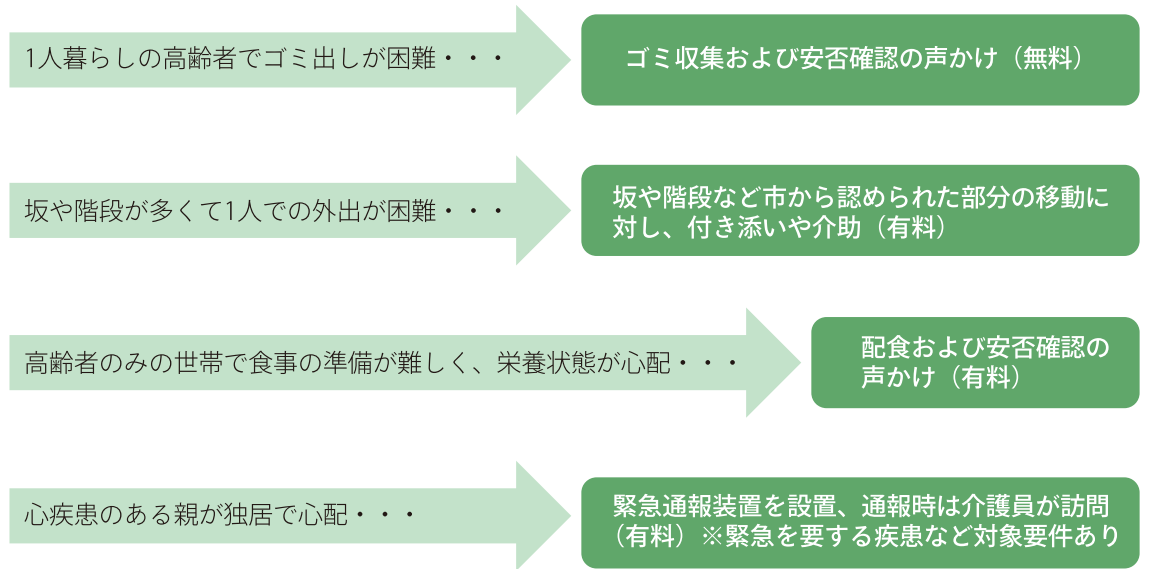 1人暮らしの高齢者でゴミ出しが困難・・・
ゴミ収集および安否確認の声かけ（無料）
坂や階段が多くて1人での外出が困難・・・
坂や階段など市から認められた部分の移動に
対し、付き添いや介助（有料）
高齢者のみの世帯で食事の準備が難しく、栄養状態が心配・・・
配食および安否確認の
声かけ（有料）
心疾患のある親が独居で心配・・・
緊急通報装置を設置、通報時は介護員が訪問
（有料）※緊急を要する疾患など対象要件あり